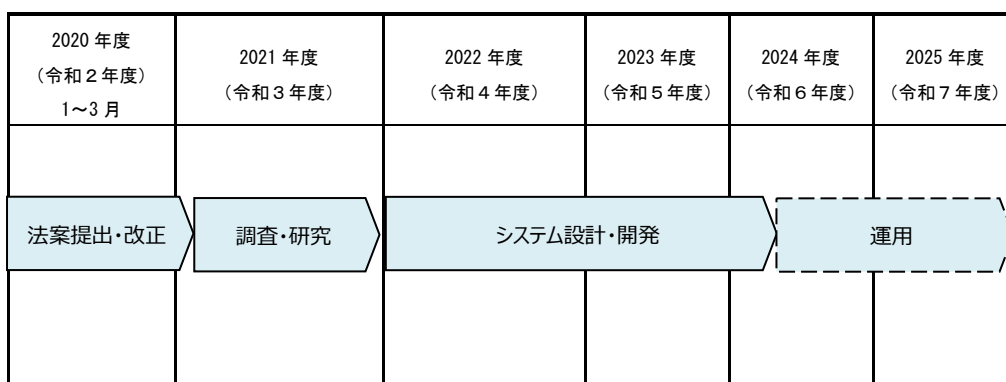 2020 年度
(令和２年度)
1～3 月
2021 年度
(令和３年度)
2022 年度
(令和４年度)
2023 年度
(令和５年度)
2024 年度
(令和６年度)
2025 年度
(令和７年度)
法案提出・改正
調査・研究
システム設計・開発
運用